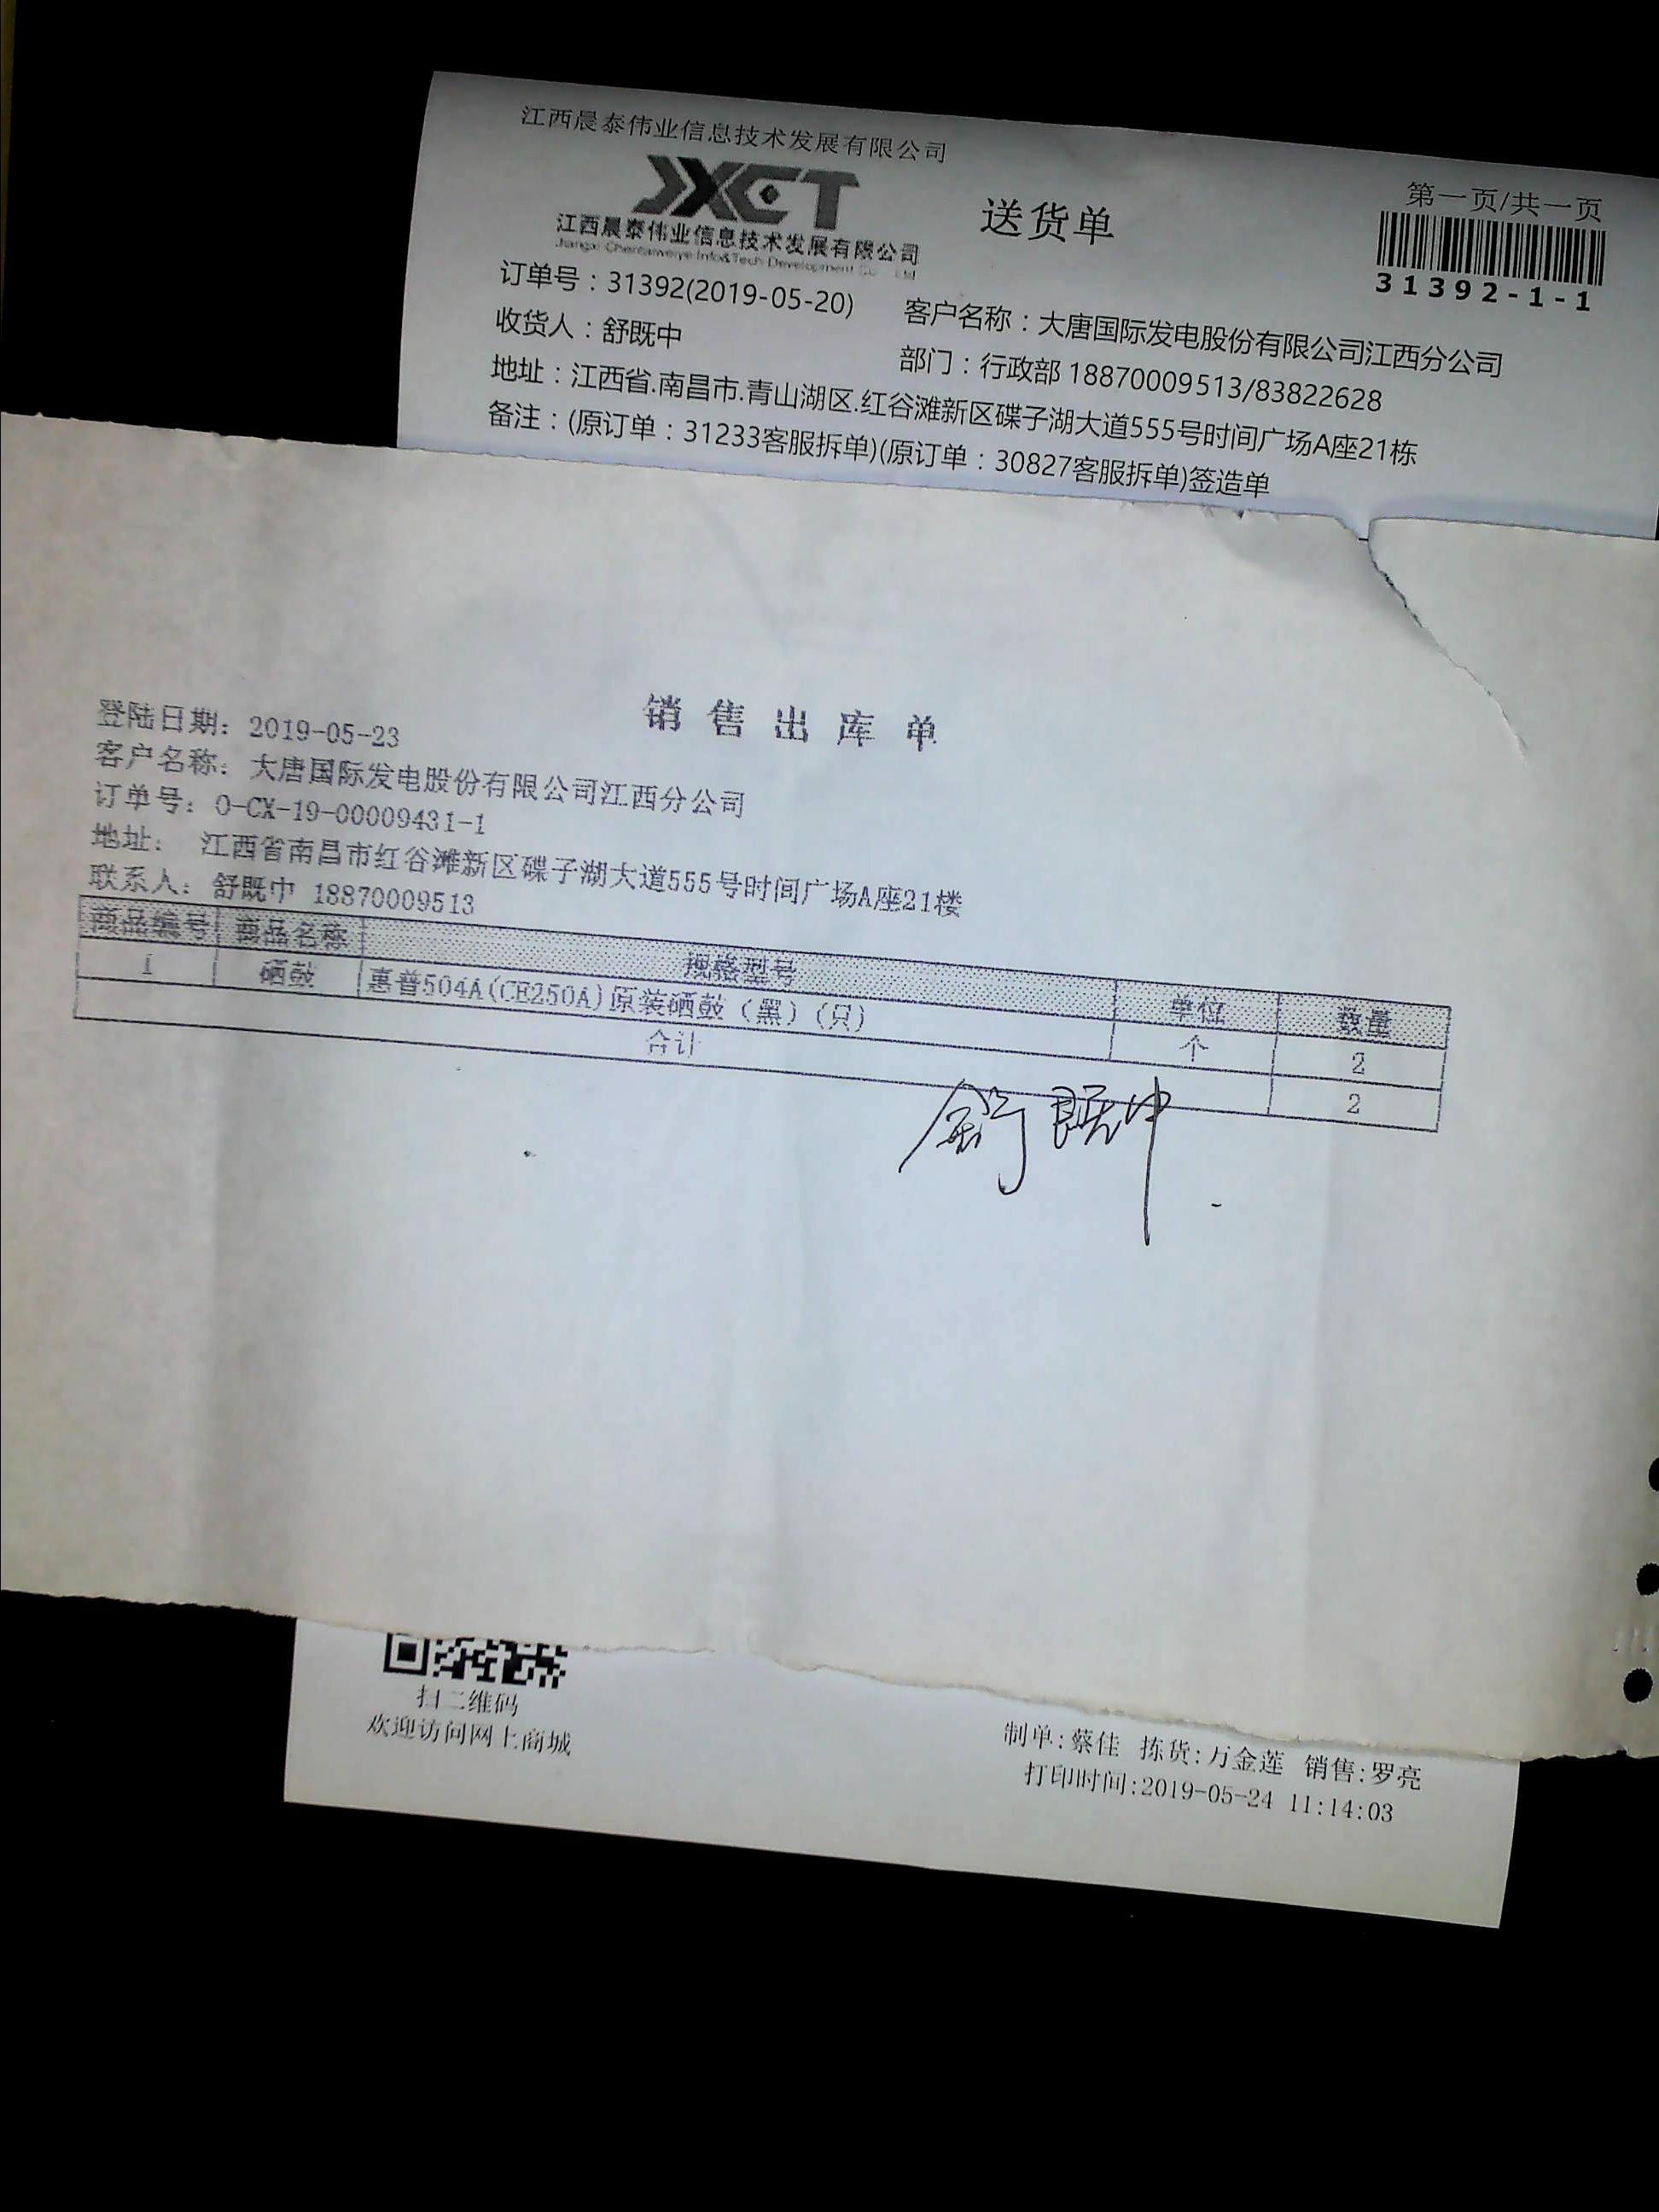 江西晨泰伟业信息技术发展有限公司
JXCT
江西晨泰伟业信息技术发展有限公司
Jiangxi Chentaiweiye Info&Tech Development Co., Ltd
送货单
第一页/共一页
31392-1-1
订单号：31392(2019-05-20)
客户名称：大唐国际发电股份有限公司江西分公司
收货人：舒既中
部门：行政部 18870009513/83822628
地址：江西省.南昌市.青山湖区.红谷滩新区碟子湖大道555号时间广场A座21栋
备注：(原订单：31233客服拆单)(原订单：30827客服拆单)签造单
销售出库单
登陆日期：2019-05-23
客户名称：大唐国际发电股份有限公司江西分公司
订单号：O-CX-19-00009431-1
地址： 江西省南昌市红谷滩新区碟子湖大道555号时间广场A座21楼
联系人：舒既中 18870009513
商品编号 商品名称 规格型号 单位 数量
1 硒鼓 惠普504A(CE250A)原装硒鼓（黑）（只） 个 2
合计 2
舒既中
扫二维码
欢迎访问网上商城
制单:蔡佳 拣货:万金莲 销售:罗亮
打印时间:2019-05-24 11:14:03